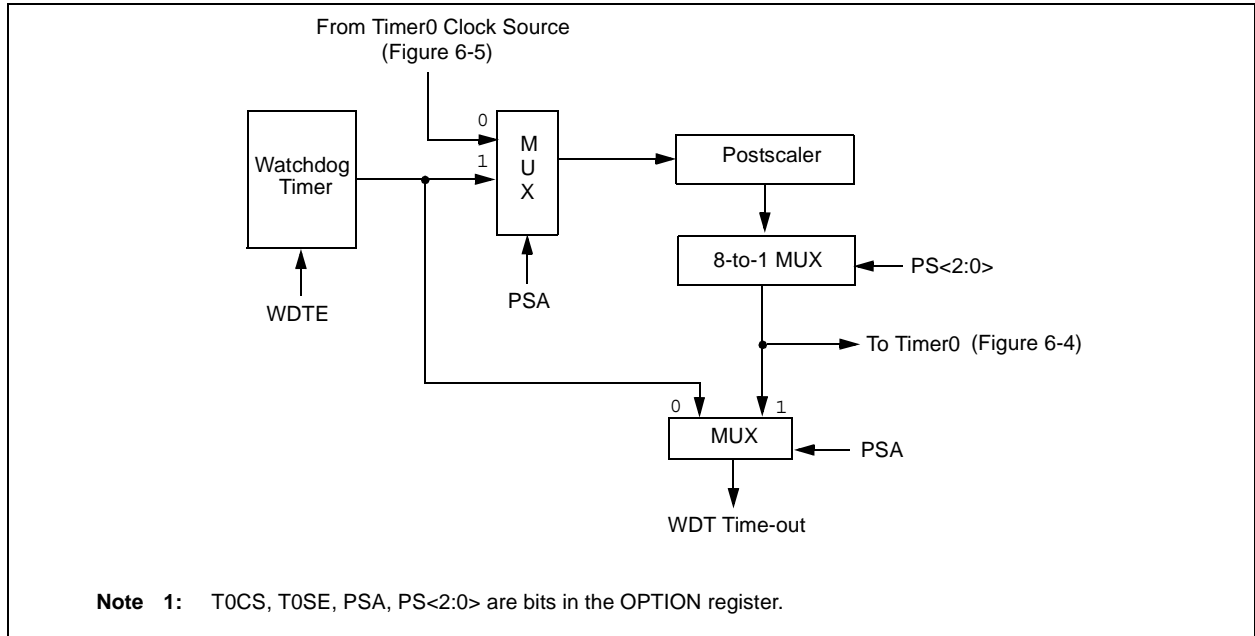 From Timer0 Clock Source
(Figure 6-5)
0
1
M
U
X
Watchdog
Timer
Postscaler
8-to-1 MUX
PS<2:0>
WDTE
PSA
To Timer0 (Figure 6-4)
0
1
MUX
PSA
WDT Time-out
Note 1: T0CS, T0SE, PSA, PS<2:0> are bits in the OPTION register.